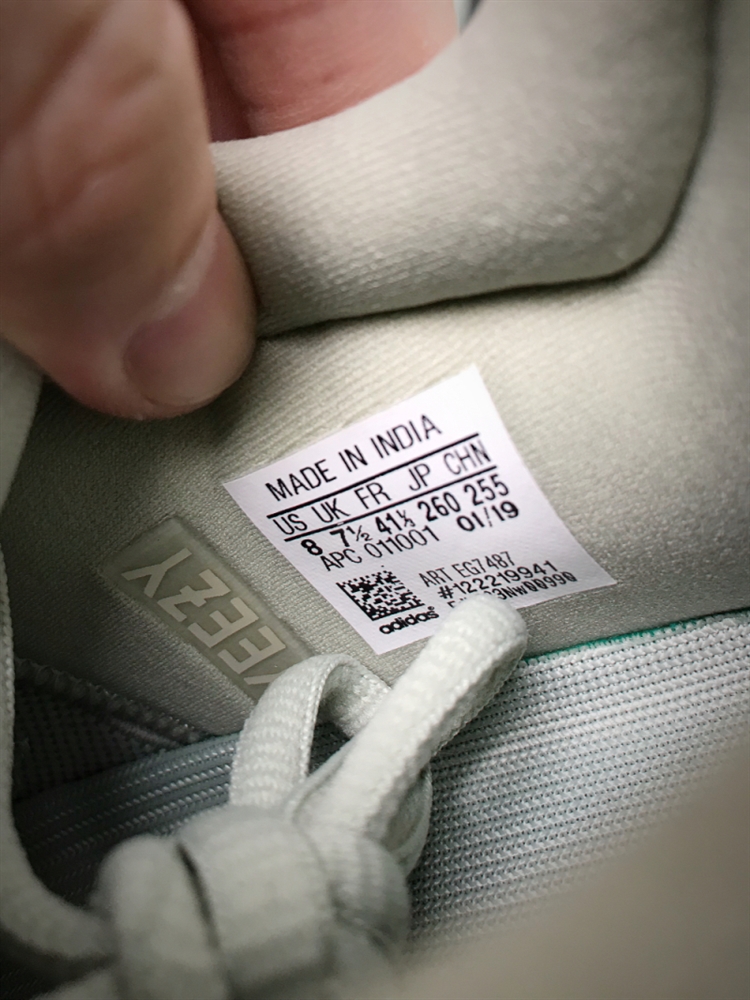 MADE IN INDIA
US UK FR JP CHN
8 7½ 41⅓ 260 255
APC 011001 01/19
ART EG7487
#122219941
adidas
YEEZY